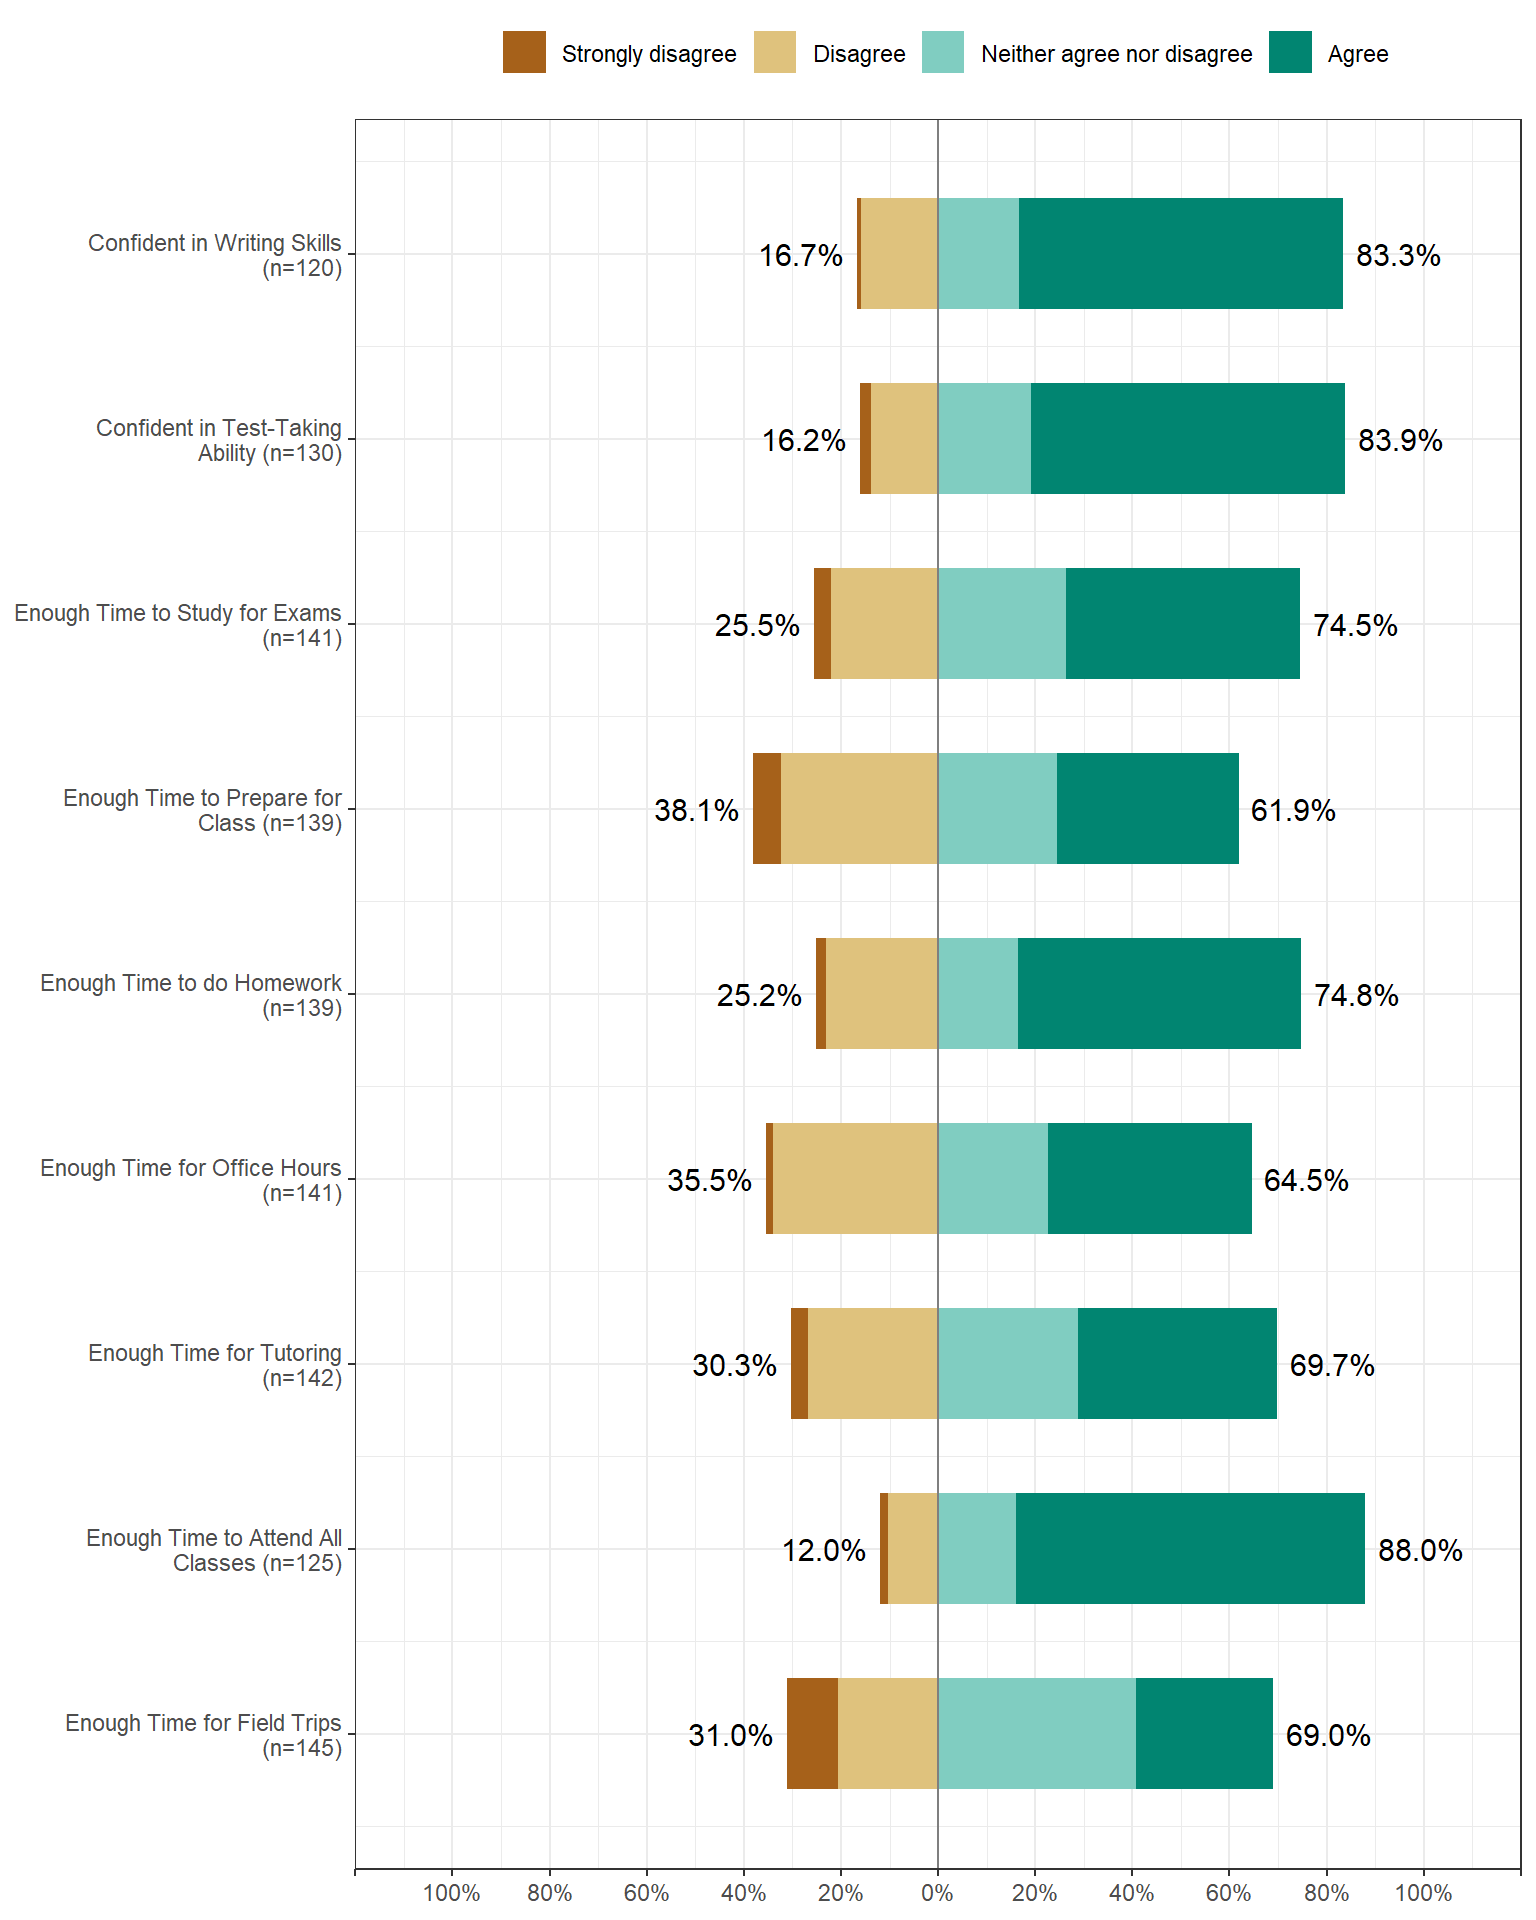 Strongly disagree Disagree Neither agree nor disagree Agree
Confident in Writing Skills
(n=120)
16.7% 83.3%
Confident in Test-Taking
Ability (n=130)
16.2% 83.9%
Enough Time to Study for Exams
(n=141)
25.5% 74.5%
Enough Time to Prepare for
Class (n=139)
38.1% 61.9%
Enough Time to do Homework
(n=139)
25.2% 74.8%
Enough Time for Office Hours
(n=141)
35.5% 64.5%
Enough Time for Tutoring
(n=142)
30.3% 69.7%
Enough Time to Attend All
Classes (n=125)
12.0% 88.0%
Enough Time for Field Trips
(n=145)
31.0% 69.0%
100% 80% 60% 40% 20% 0% 20% 40% 60% 80% 100%